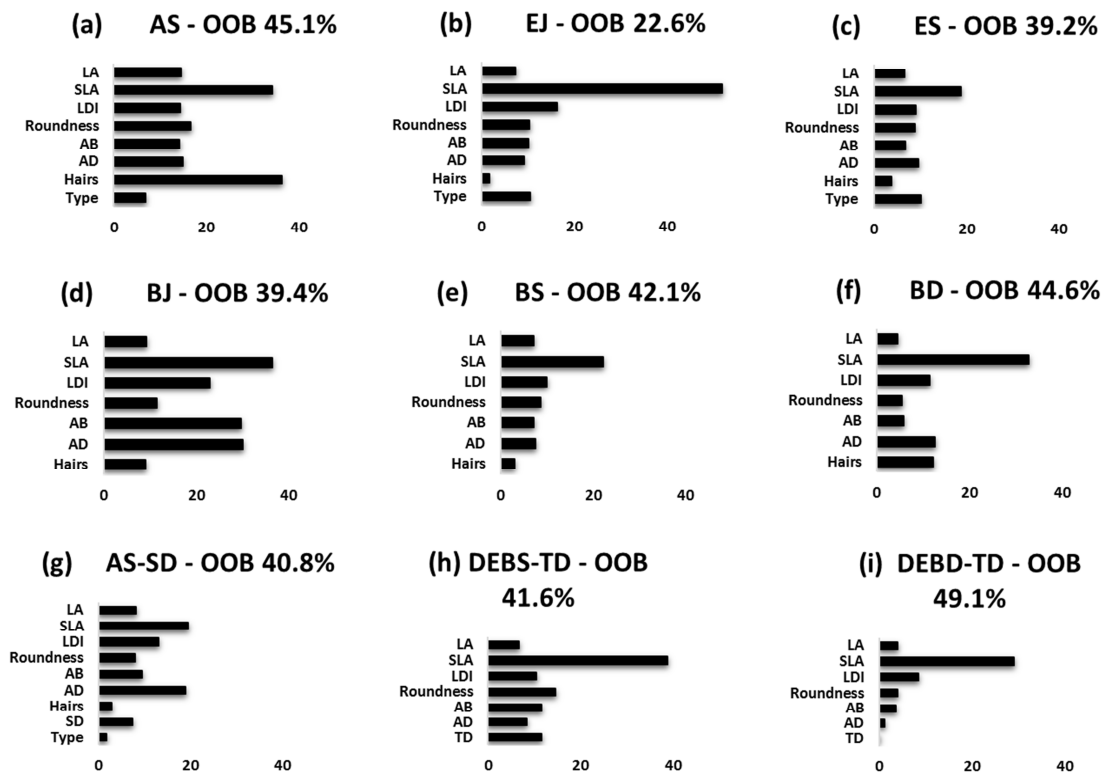 (a) AS - OOB 45.1%
LA
SLA
LDI
Roundness
AB
AD
Hairs
Type
0 20 40
(b) EJ - OOB 22.6%
LA
SLA
LDI
Roundness
AB
AD
Hairs
Type
0 20 40
(c) ES - OOB 39.2%
LA
SLA
LDI
Roundness
AB
AD
Hairs
Type
0 20 40
(d) BJ - OOB 39.4%
LA
SLA
LDI
Roundness
AB
AD
Hairs
0 20 40
(e) BS - OOB 42.1%
LA
SLA
LDI
Roundness
AB
AD
Hairs
0 20 40
(f) BD - OOB 44.6%
LA
SLA
LDI
Roundness
AB
AD
Hairs
0 20 40
(g) AS-SD - OOB 40.8%
LA
SLA
LDI
Roundness
AB
AD
Hairs
SD
Type
0 20 40
(h) DEBS-TD - OOB
41.6%
LA
SLA
LDI
Roundness
AB
AD
TD
0 20 40
(i) DEBD-TD - OOB
49.1%
LA
SLA
LDI
Roundness
AB
AD
TD
0 20 40